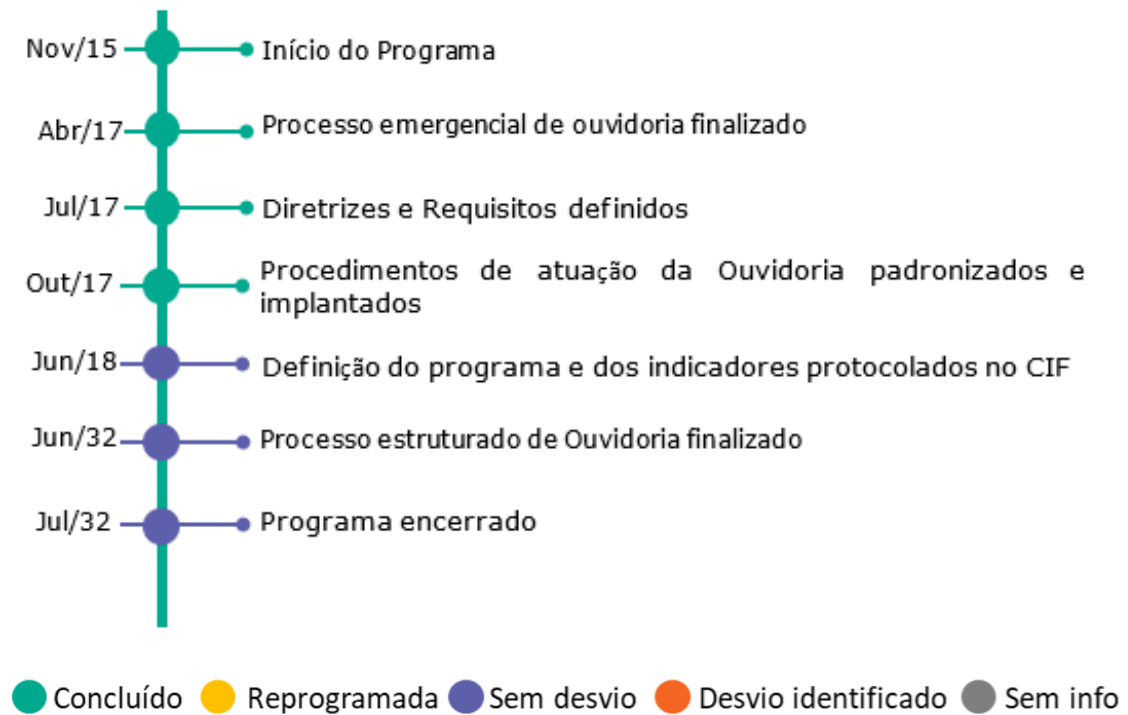 Nov/15 Início do Programa
Abr/17 Processo emergencial de ouvidoria finalizado
Jul/17 Diretrizes e Requisitos definidos
Out/17 Procedimentos de atuação da Ouvidoria padronizados e
implantados
Jun/18 Definição do programa e dos indicadores protocolados no CIF
Jun/32 Processo estruturado de Ouvidoria finalizado
Jul/32 Programa encerrado
Concluído Reprogramada Sem desvio Desvio identificado Sem info